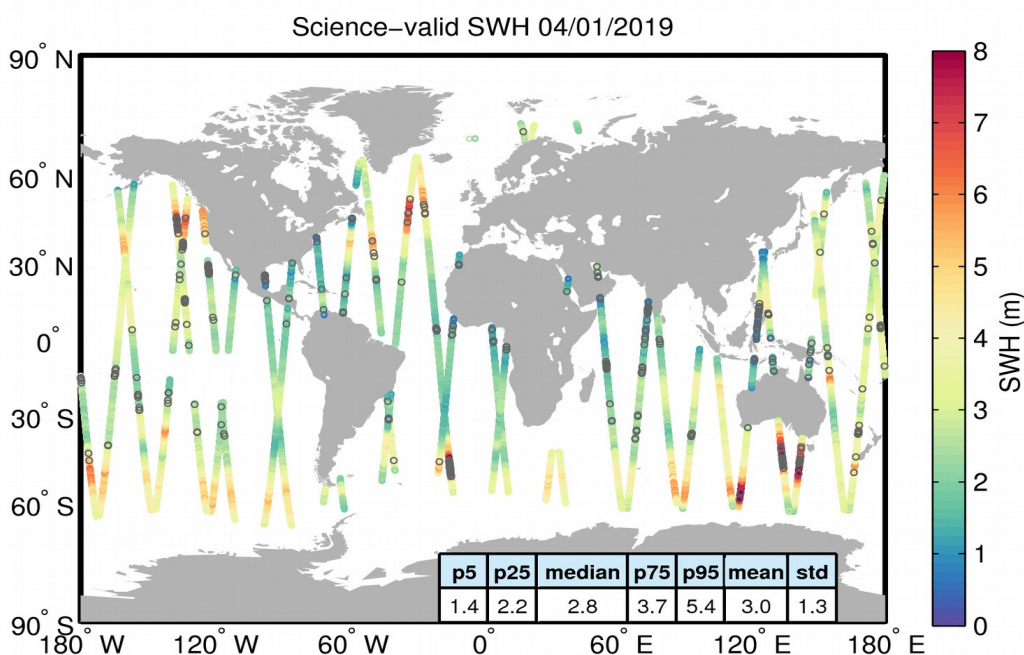 Science−valid SWH 04/01/2019
90° N
60° N
30° N
0°
30° S
60° S
90° S
180° W 120° W 60° W 0° 60° E 120° E 180° E
p5 p25 median p75 p95 mean std
1.4 2.2 2.8 3.7 5.4 3.0 1.3
8
7
6
5
4
3
2
1
0
SWH (m)